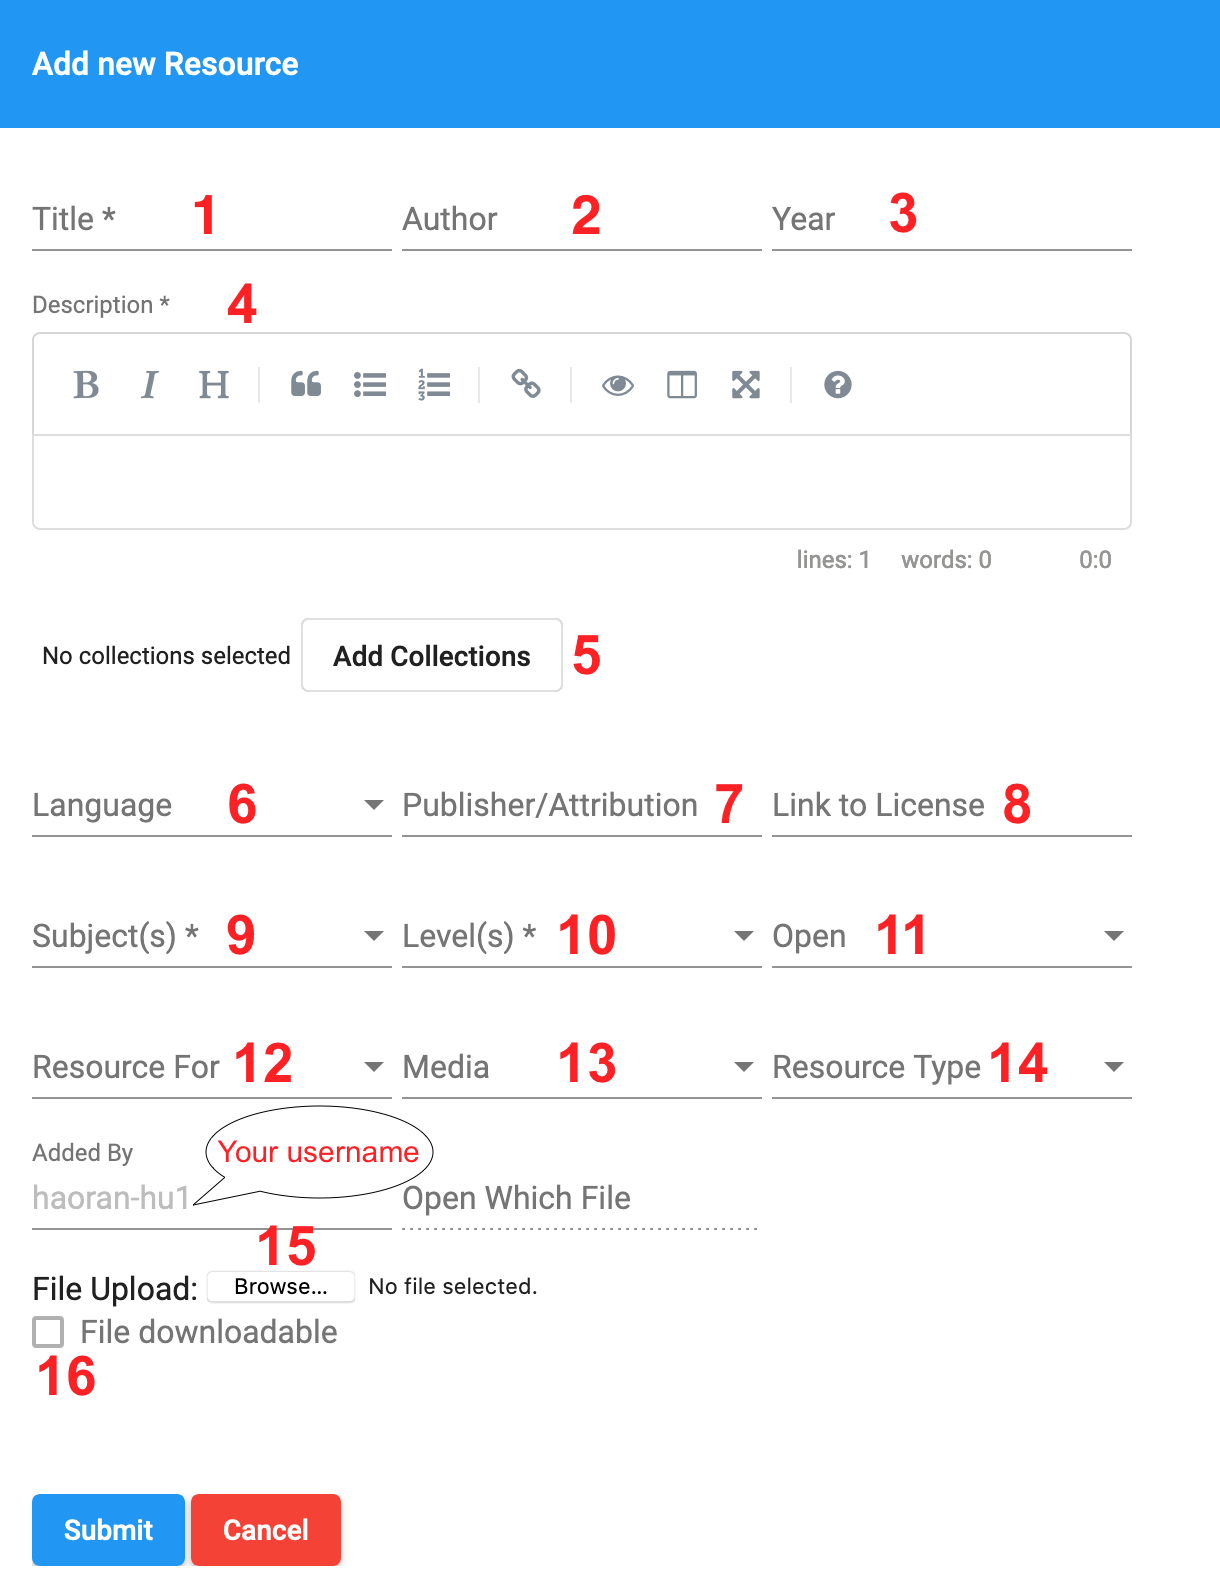 Add new Resource
Title * 1 Author 2 Year 3
Description * 4
B I H
lines: 1 words: 0 0:0
No collections selected Add Collections 5
Language 6 Publisher/Attribution 7 Link to License 8
Subject(s) * 9 Level(s) * 10 Open 11
Resource For 12 Media 13 Resource Type 14
Added By Your username
haoran-hu1 Open Which File
15
File Upload: Browse... No file selected.
File downloadable
16
Submit Cancel